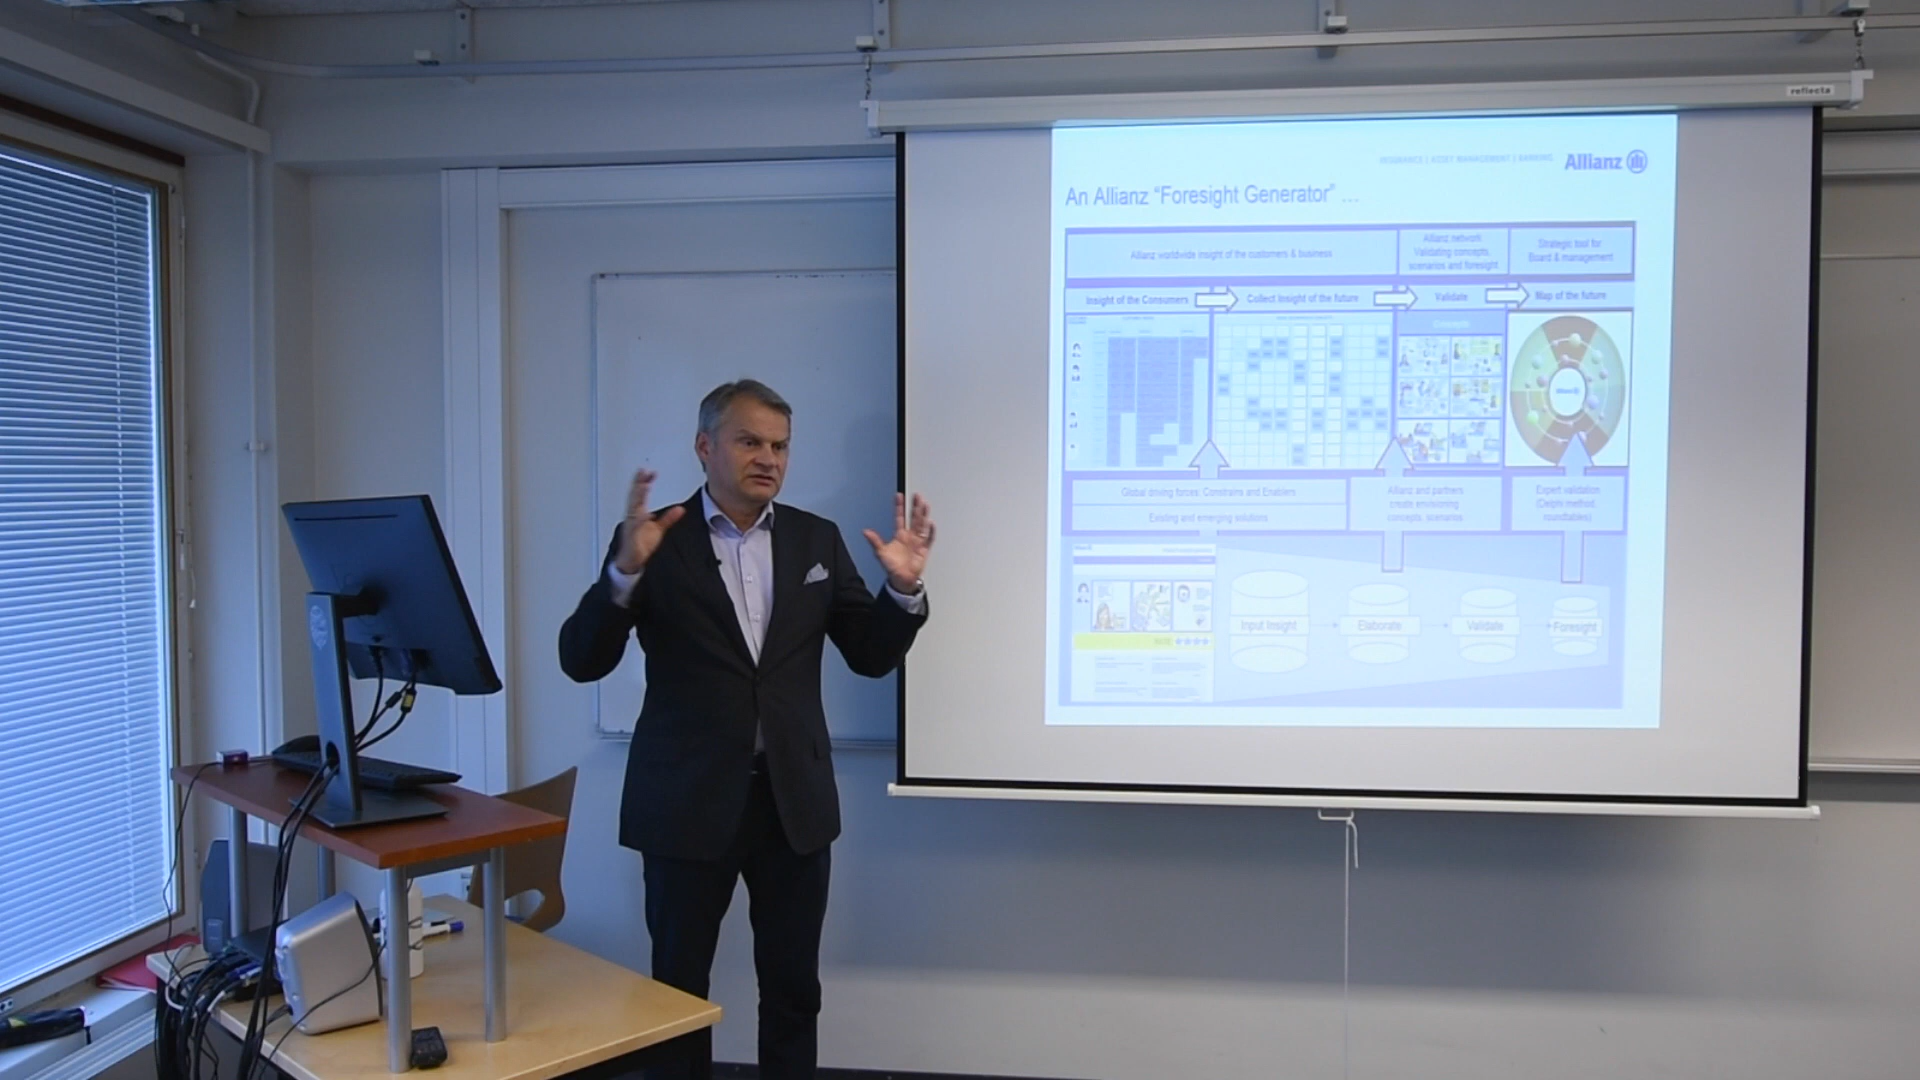 reflecta
INSURANCE | ASSET MANAGEMENT | BANKING
Allianz
An Allianz “Foresight Generator” ...
Allianz worldwide insight of the customers & business
Allianz network
Validating concepts,
scenarios and foresight
Strategic tool for
Board & management
Insight of the Consumers
Collect Insight of the future
Validate
Map of the future
Concepts
Global driving forces: Constrains and Enablers
Existing and emerging solutions
Allianz and partners
create envisioning
concepts, scenarios
Expert validation
(Delphi method,
roundtables)
Input Insight
Elaborate
Validate
Foresight